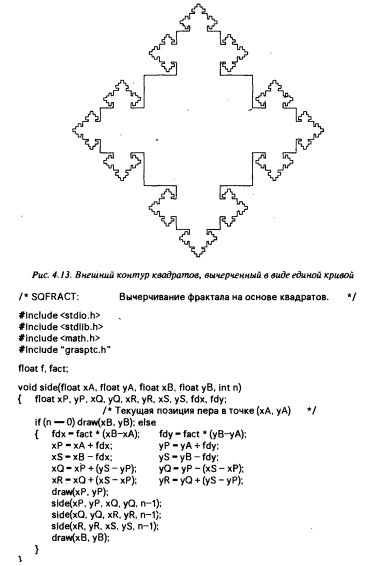 Рис. 4.13. Внешний контур квадратов, вычерченный в виде единой кривой
/* SQFRACT: Вычерчивание фрактала на основе квадратов. */
#include <stdio.h>
#include <stdlib.h>
#include <math.h>
#include "grasptc.h"
float f, fact;
void side(float xA, float yA, float xB, float yB, int n)
{ float xP, yP, xQ, yQ, xR, yR, xS, yS, fdx, fdy;
/* Текущая позиция пера в точке (xA, yA) */
if (n == 0) draw(xB, yB); else
{ fdx = fact * (xB-xA); fdy = fact * (yB-yA);
xP = xA + fdx; yP = yA + fdy;
xS = xB - fdx; yS = yB - fdy;
xQ = xP + (yS - yP); yQ = yP - (xS - xP);
xR = xQ + (xS - xP); yR = yQ + (yS - yP);
draw(xP, yP);
side(xP, yP, xQ, yQ, n-1);
side(xQ, yQ, xR, yR, n-1);
side(xR, yR, xS, yS, n-1);
draw(xB, yB);
}
}